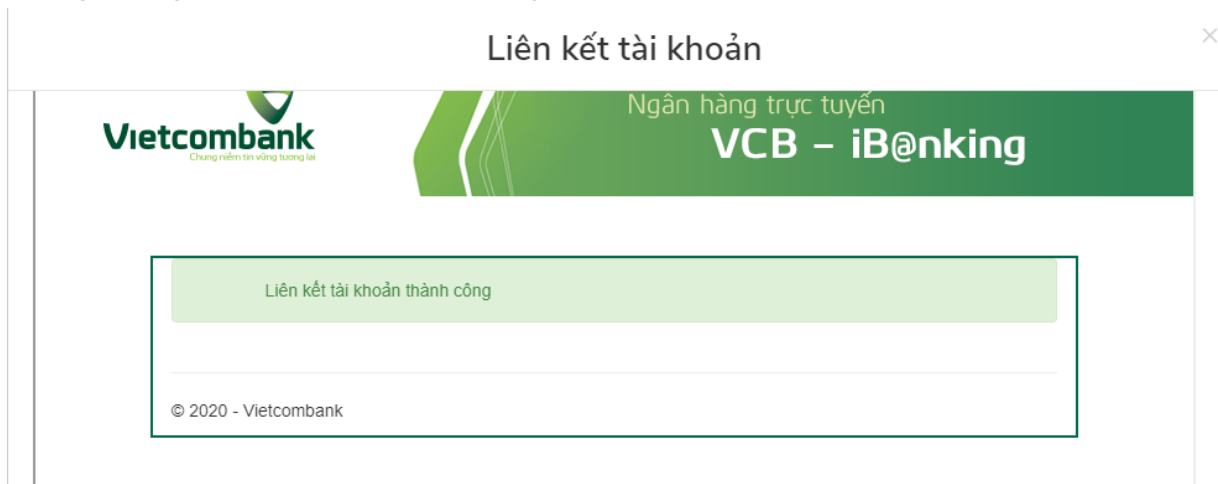 Liên kết tài khoản
×
Ngân hàng trực tuyến
Vietcombank
VCB – iB@nking
Chung niềm tin vững tương lai
Liên kết tài khoản thành công
© 2020 - Vietcombank